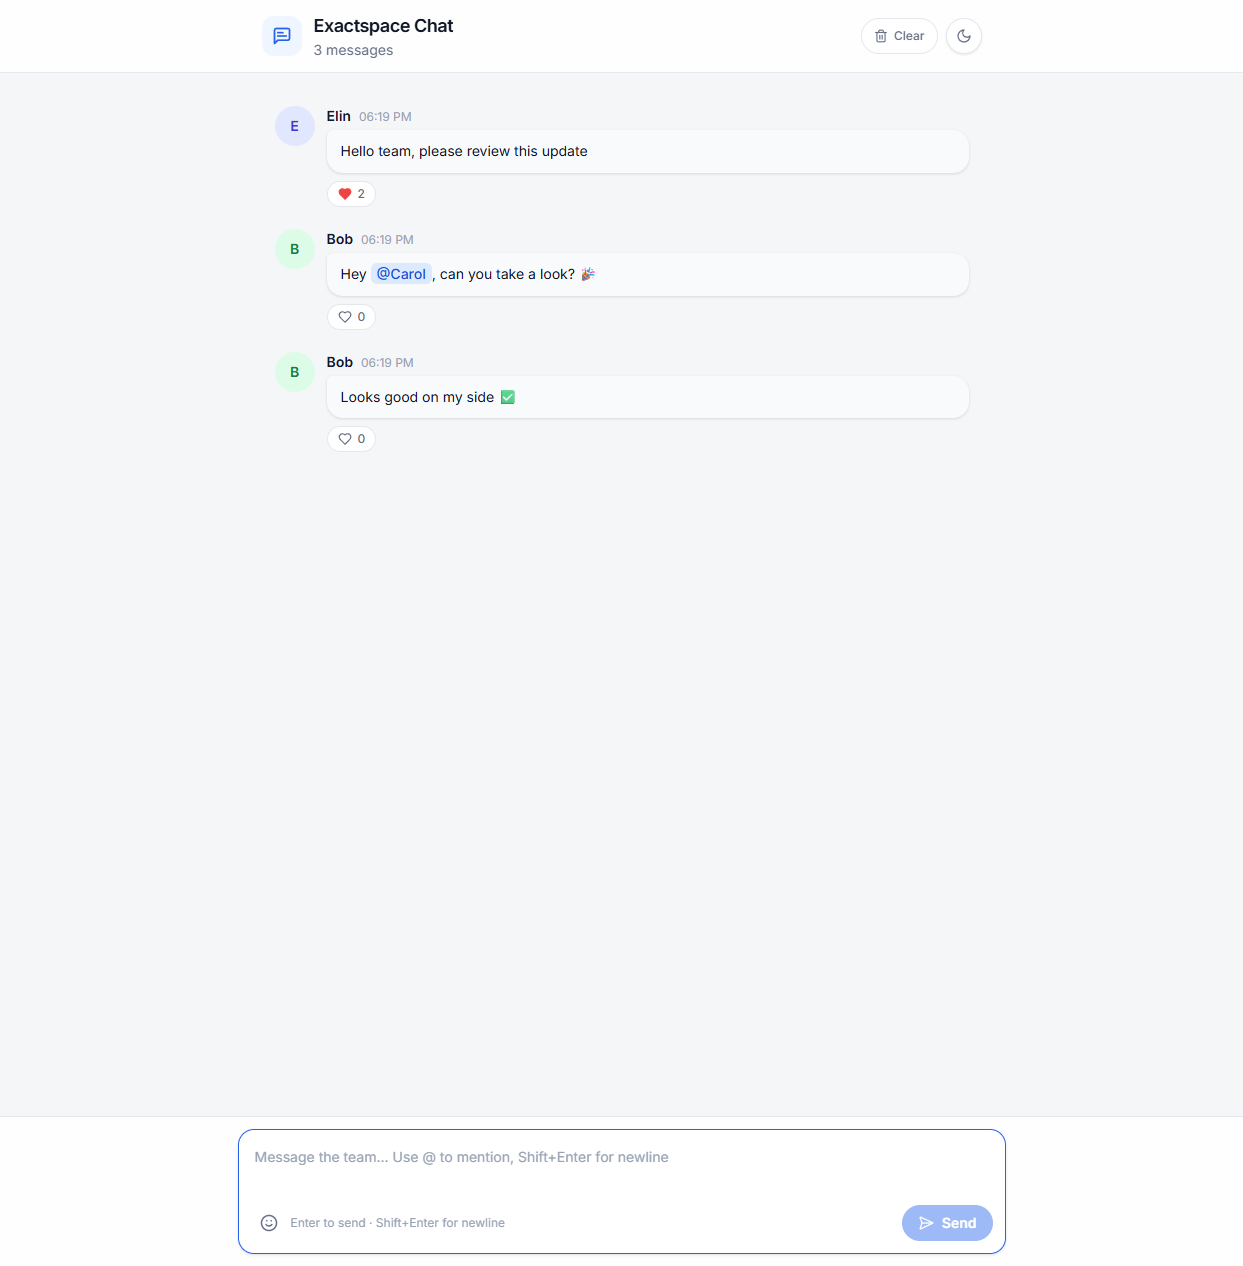 Exactspace Chat
3 messages
Clear
E
Elin 06:19 PM
Hello team, please review this update
2
B
Bob 06:19 PM
Hey @Carol, can you take a look? 🎉
0
B
Bob 06:19 PM
Looks good on my side ✅
0
Message the team... Use @ to mention, Shift+Enter for newline
Enter to send · Shift+Enter for newline
Send